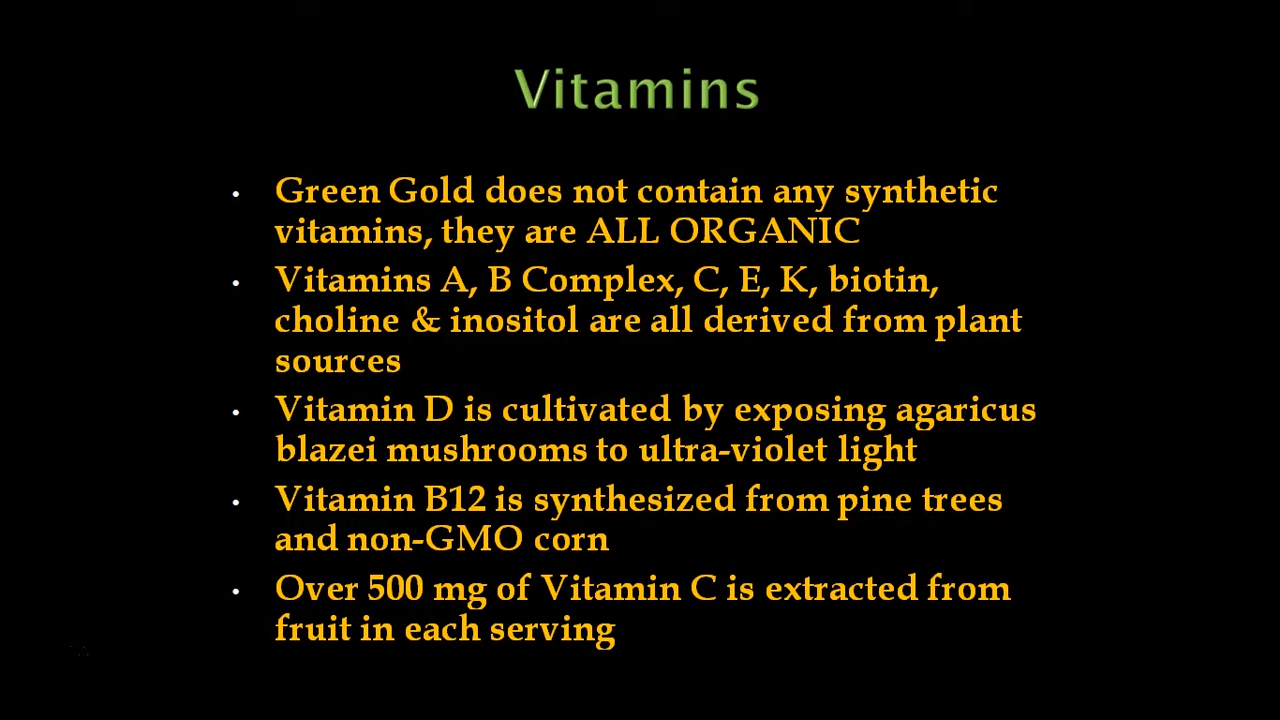 Vitamins
• Green Gold does not contain any synthetic
vitamins, they are ALL ORGANIC
• Vitamins A, B Complex, C, E, K, biotin,
choline & inositol are all derived from plant
sources
• Vitamin D is cultivated by exposing agaricus
blazei mushrooms to ultra-violet light
• Vitamin B12 is synthesized from pine trees
and non-GMO corn
• Over 500 mg of Vitamin C is extracted from
fruit in each serving